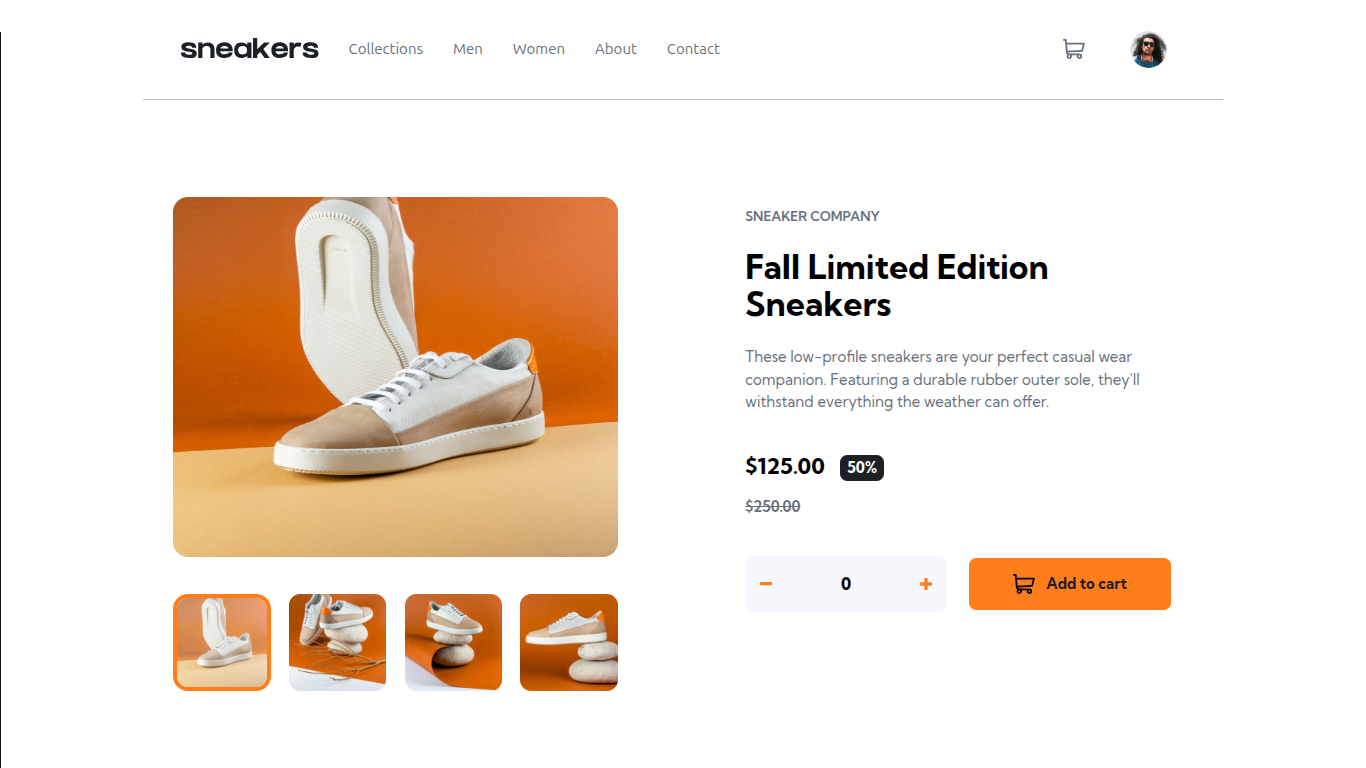 sneakers Collections Men Women About Contact
SNEAKER COMPANY
Fall Limited Edition
Sneakers
These low-profile sneakers are your perfect casual wear
companion. Featuring a durable rubber outer sole, they'll
withstand everything the weather can offer.
$125.00 50%
$250.00
0 Add to cart